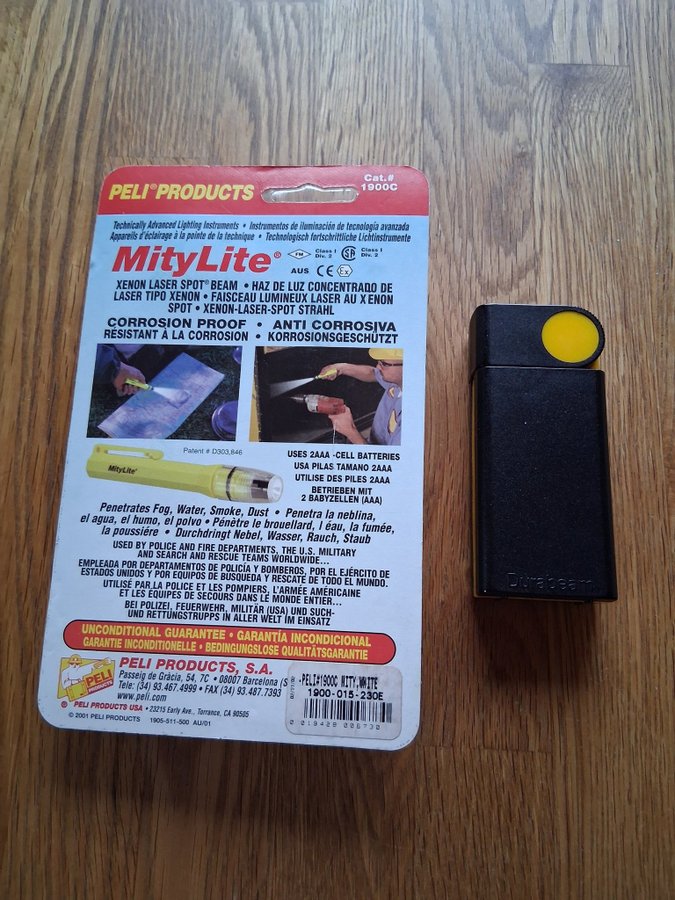 PELI® PRODUCTS
Cat.#
1900C
Technically Advanced Lighting Instruments • Instrumentos de iluminación de tecnología avanzada
Appareils d'éclairage à la pointe de la technique • Technologisch fortschrittliche Lichtinstrumente
MityLite®
FM
Class I
Div. 2
SA
Class I
Div. 2
AUS CE Ex
XENON LASER SPOT® BEAM • HAZ DE LUZ CONCENTRADO DE
LASER TIPO XENON • FAISCEAU LUMINEUX LASER AU XENON
SPOT • XENON-LASER-SPOT STRAHL
CORROSION PROOF • ANTI CORROSIVA
RÉSISTANT À LA CORROSION • KORROSIONSGESCHÜTZT
Patent # D303,846
MityLite®
USES 2AAA -CELL BATTERIES
USA PILAS TAMANO 2AAA
UTILISE DES PILES 2AAA
BETRIEBEN MIT
2 BABYZELLEN (AAA)
Penetrates Fog, Water, Smoke, Dust • Penetra la neblina,
el agua, el humo, el polvo • Pénètre le brouillard, l éau, la fumée,
la poussiére • Durchdringt Nebel, Wasser, Rauch, Staub
USED BY POLICE AND FIRE DEPARTMENTS, THE U.S. MILITARY
AND SEARCH AND RESCUE TEAMS WORLDWIDE...
EMPLEADA POR DEPARTAMENTOS DE POLICÍA Y BOMBEROS, POR EL EJÉRCITO DE
ESTADOS UNIDOS Y POR EQUIPOS DE BUSQUEDA Y RESCATE DE TODO EL MUNDO.
UTILISÉ PAR LA POLICE ET LES POMPIERS, L'ARMÉE AMÉRICAINE
ET LES ÉQUIPES DE SECOURS DANS LE MONDE ENTIER...
BEI POLIZEI, FEUERWEHR, MILITÄR (USA) UND SUCH-
UND RETTUNGSTRUPPS IN ALLER WELT IM EINSATZ
UNCONDITIONAL GUARANTEE • GARANTÍA INCONDICIONAL
GARANTIE INCONDITIONELLE • BEDINGUNGSLOSE QUALITÄTSGARANTIE
PELI
PRODUCTS
PELI PRODUCTS, S.A.
Passeig de Gràcia, 54, 7C • 08007 Barcelona (S
Tele: (34) 93.467.4999 • FAX (34) 93.487.7393
www.peli.com
PELI PRODUCTS USA • 23215 Early Ave., Torrance, CA 90505
© 2001 PELI PRODUCTS 1905-511-500 AU/01
-PELI#1900C MITY,WHITE
1900-015-230E
0 19428 00673 0
Durabeam